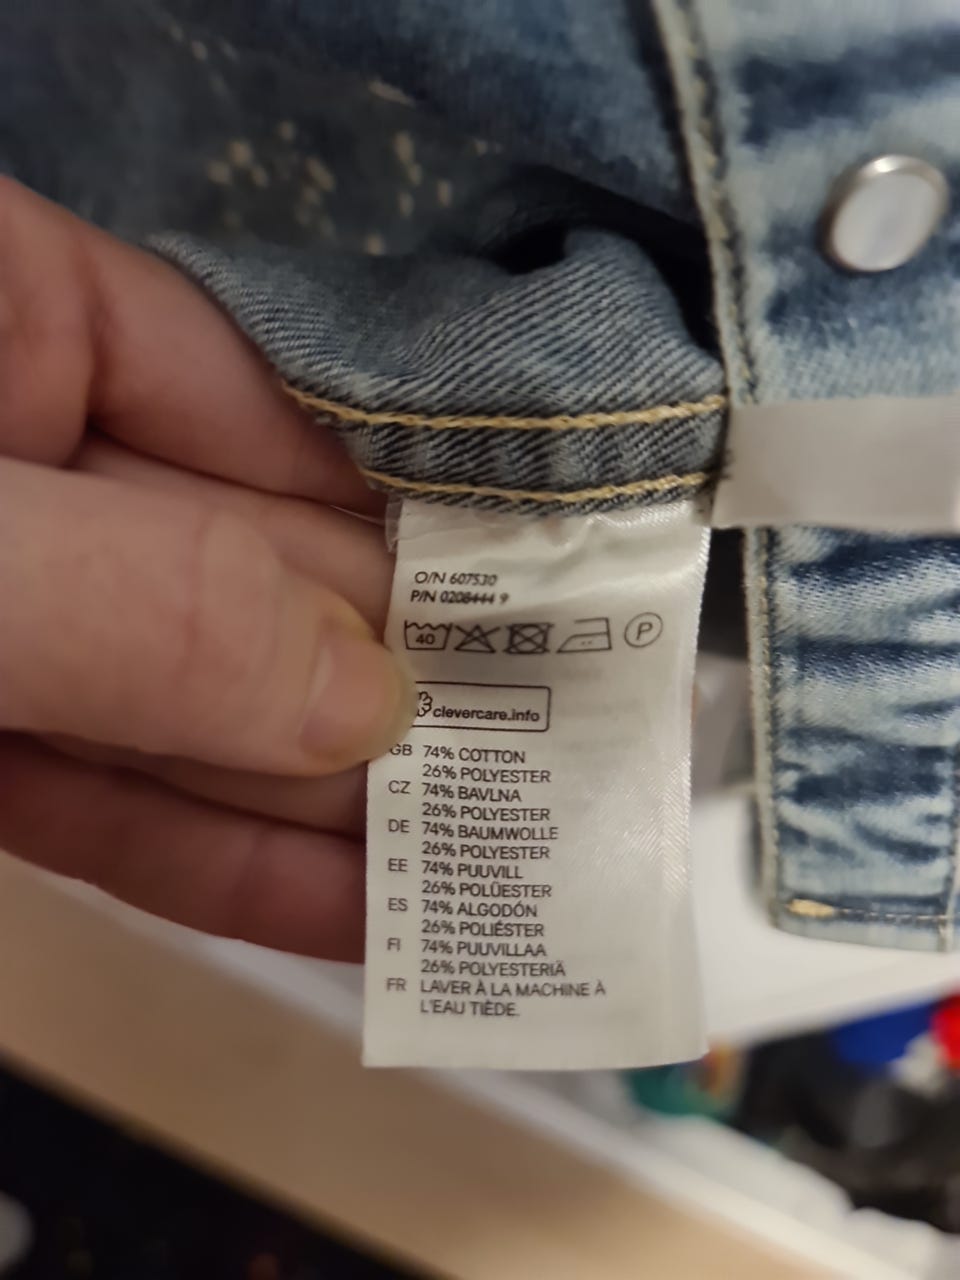 O/N 607530
P/N 0208444 9
40 P
clevercare.info
GB 74% COTTON
26% POLYESTER
CZ 74% BAVLNA
26% POLYESTER
DE 74% BAUMWOLLE
26% POLYESTER
EE 74% PUUVILL
26% POLÜESTER
ES 74% ALGODÓN
26% POLIÉSTER
FI 74% PUUVILLAA
26% POLYESTERIÄ
FR LAVER À LA MACHINE À
L'EAU TIÈDE.